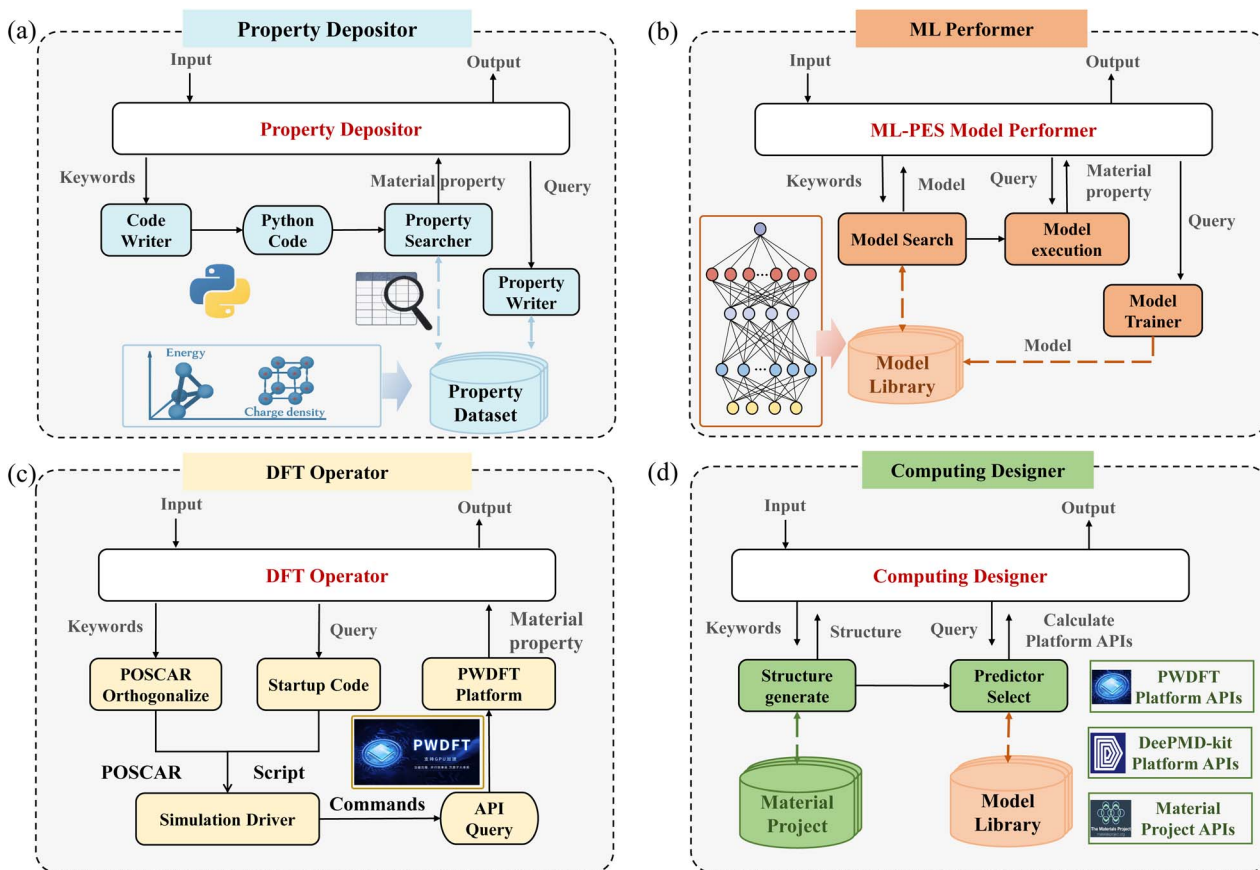 (a)
Property Depositor
Input
Output
Property Depositor
Keywords
Material property
Query
Code
Writer
Python
Code
Property
Searcher
Property
Writer
Energy
Charge density
Property
Dataset
(b)
ML Performer
Input
Output
ML-PES Model Performer
Keywords
Model
Query
Material
property
Query
Model Search
Model
execution
Model
Trainer
Model
Model
Library
(c)
DFT Operator
Input
Output
DFT Operator
Keywords
Query
Material
property
POSCAR
Orthogonalize
Startup Code
PWDFT
Platform
PWDFT
POSCAR
Script
Simulation Driver
Commands
API
Query
(d)
Computing Designer
Input
Output
Computing Designer
Keywords
Structure
Query
Calculate
Platform APIs
Structure
generate
Predictor
Select
Material
Project
Model
Library
PWDFT
Platform APIs
DeePMD-kit
Platform APIs
The Materials Project
Material
Project APIs